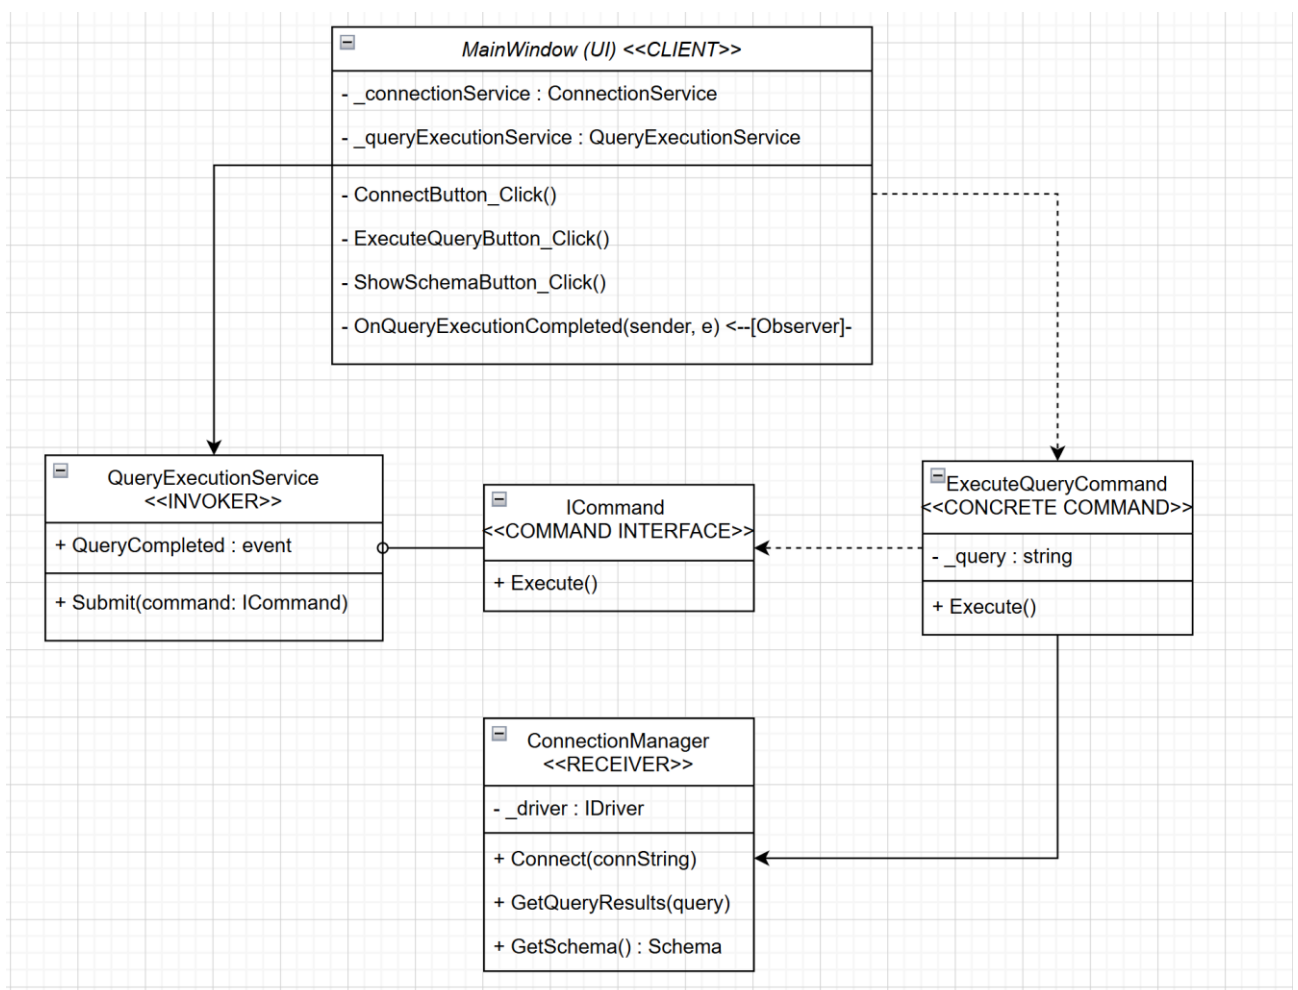 MainWindow (UI) <<CLIENT>>
- _connectionService : ConnectionService
- _queryExecutionService : QueryExecutionService
- ConnectButton_Click()
- ExecuteQueryButton_Click()
- ShowSchemaButton_Click()
- OnQueryExecutionCompleted(sender, e) <--[Observer]-
QueryExecutionService
<<INVOKER>>
+ QueryCompleted : event
+ Submit(command: ICommand)
ICommand
<<COMMAND INTERFACE>>
+ Execute()
ExecuteQueryCommand
<<CONCRETE COMMAND>>
- _query : string
+ Execute()
ConnectionManager
<<RECEIVER>>
- _driver : IDriver
+ Connect(connString)
+ GetQueryResults(query)
+ GetSchema() : Schema